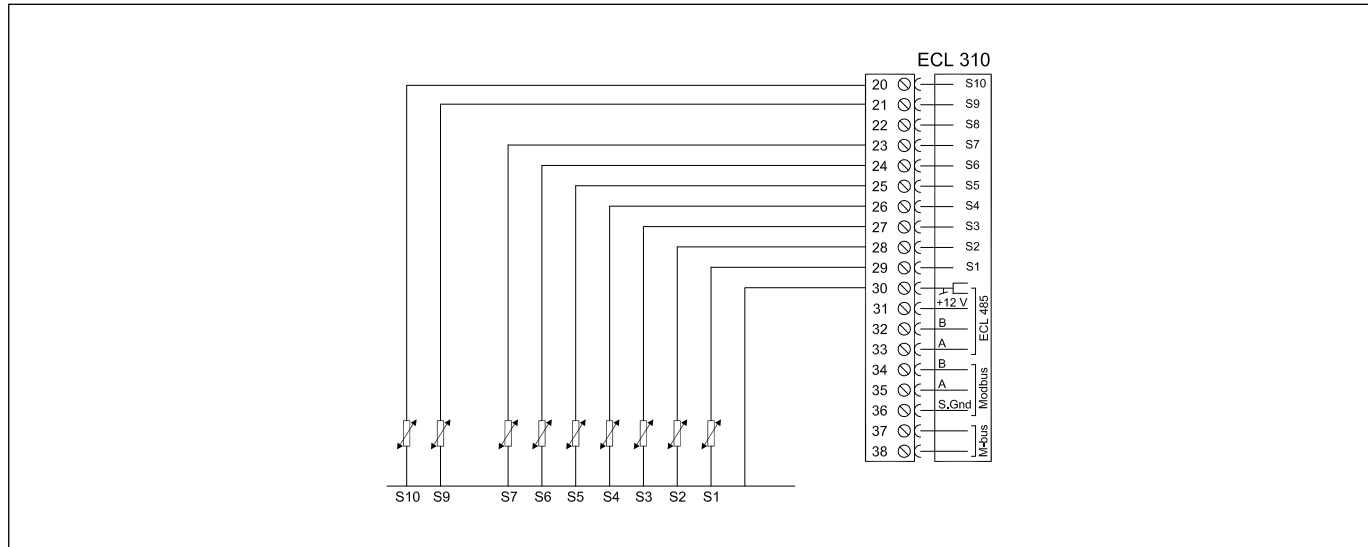 ECL 310
20 S10
21 S9
22 S8
23 S7
24 S6
25 S5
26 S4
27 S3
28 S2
29 S1
30
31 +12 V
32 B
33 A
ECL 485
34 B
35 A
36 S.Gnd
Modbus
37
38
M-bus
S10 S9 S7 S6 S5 S4 S3 S2 S1